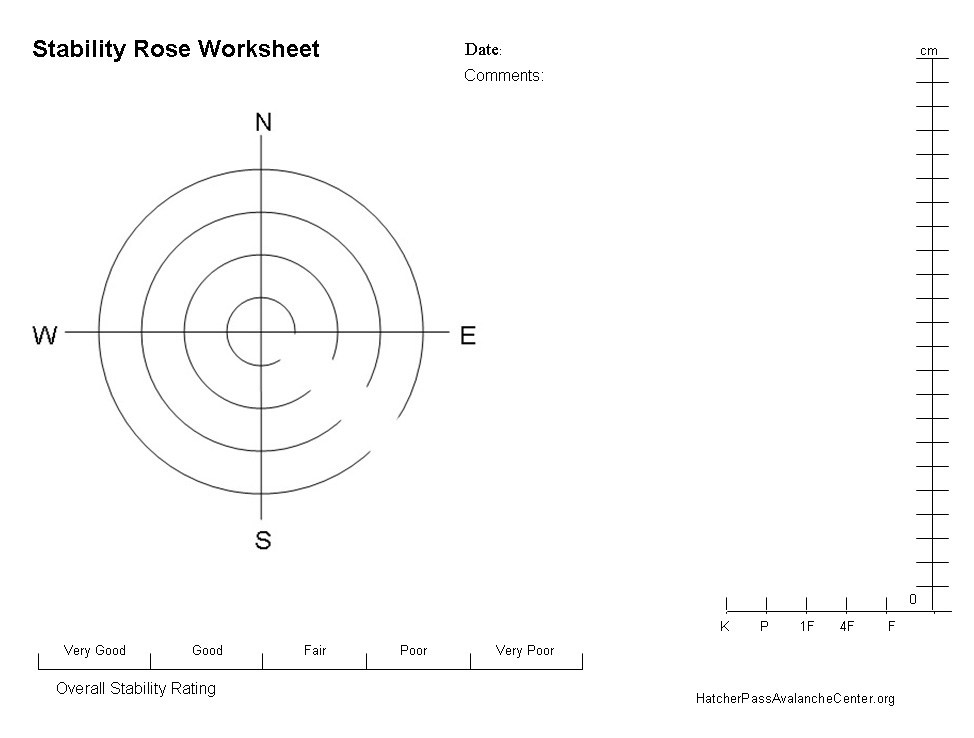 Stability Rose Worksheet
Date:
Comments:
cm
N
W
E
S
0
K P 1F 4F F
Very Good Good Fair Poor Very Poor
Overall Stability Rating
HatcherPassAvalancheCenter.org